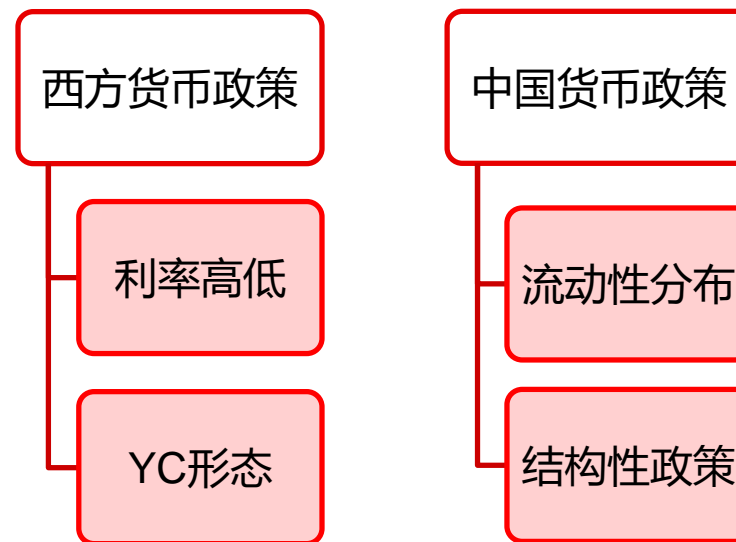 西方货币政策
利率高低
YC形态
中国货币政策
流动性分布
结构性政策